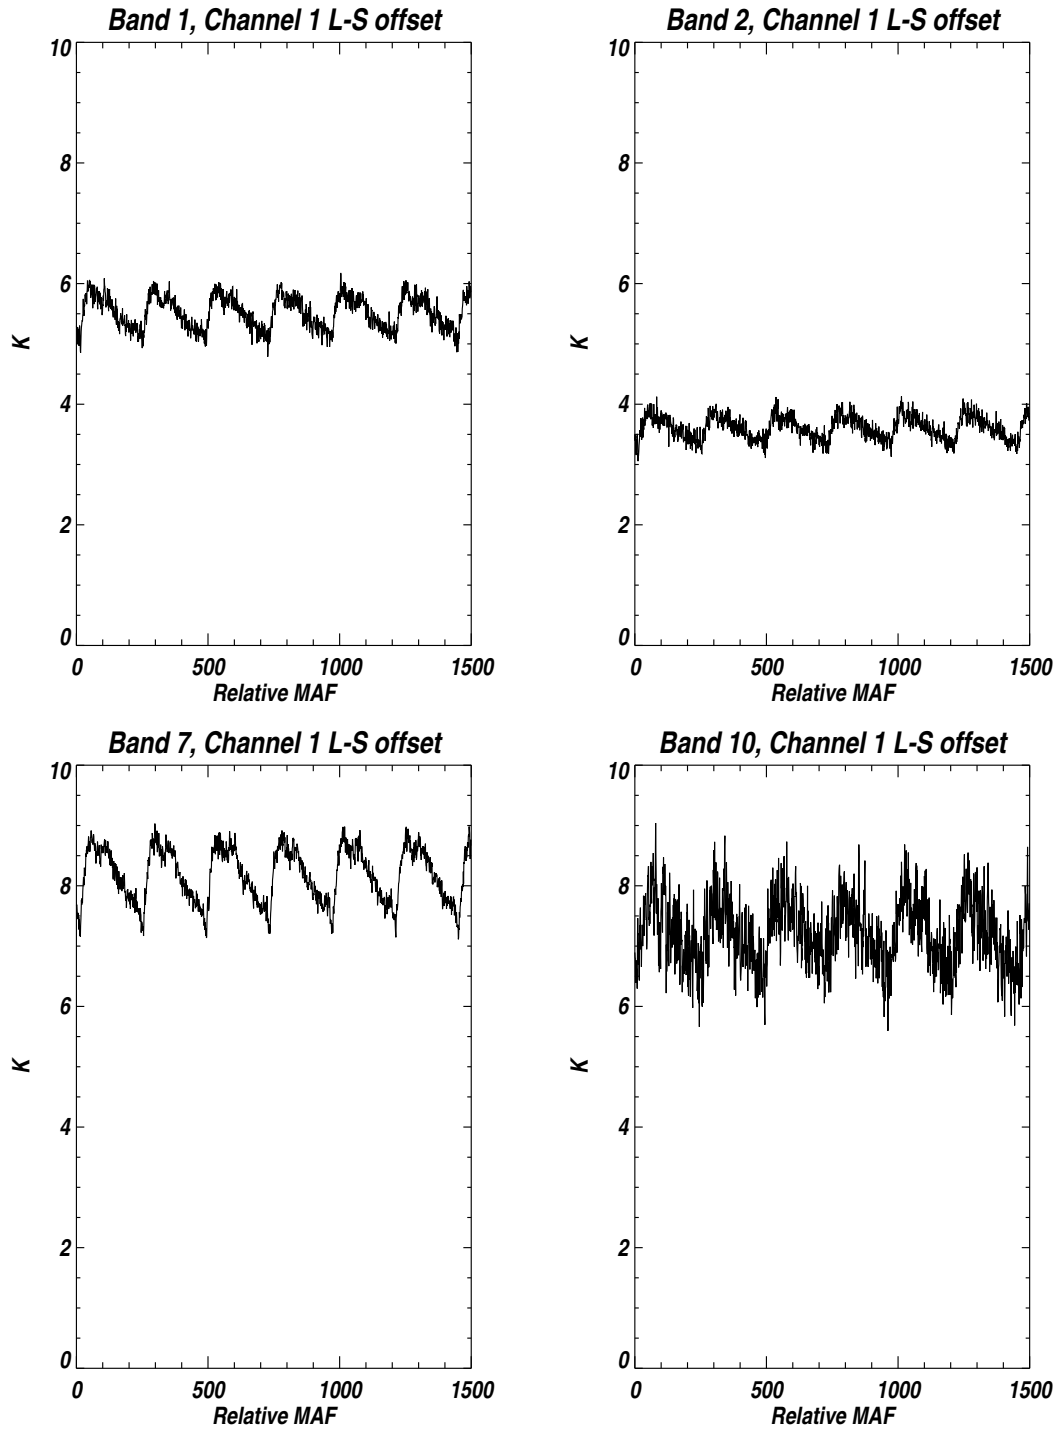 Band 1, Channel 1 L-S offset
10
8
6
4
2
0
K
0 500 1000 1500
Relative MAF
Band 2, Channel 1 L-S offset
10
8
6
4
2
0
K
0 500 1000 1500
Relative MAF
Band 7, Channel 1 L-S offset
10
8
6
4
2
0
K
0 500 1000 1500
Relative MAF
Band 10, Channel 1 L-S offset
10
8
6
4
2
0
K
0 500 1000 1500
Relative MAF